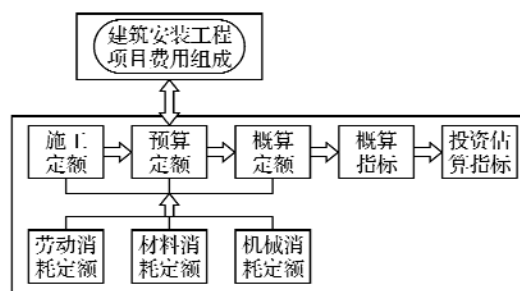 建筑安装工程
项目费用组成
施工
定额
预算
定额
概算
定额
概算
指标
投资估
算指标
劳动消
耗定额
材料消
耗定额
机械消
耗定额